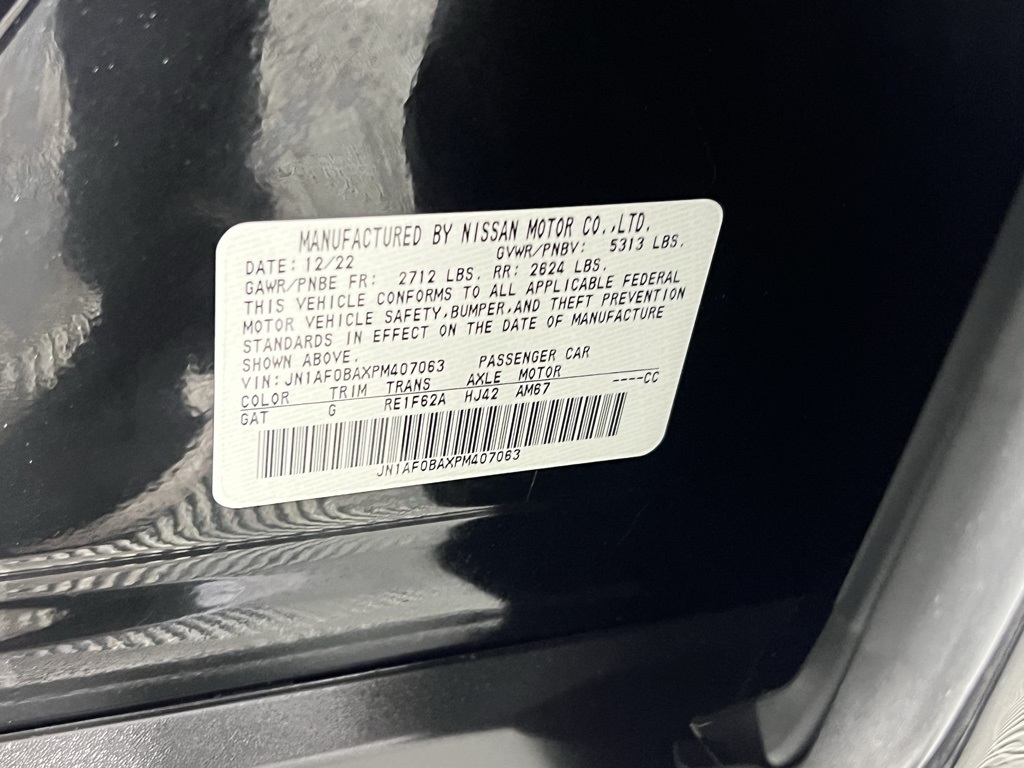 MANUFACTURED BY NISSAN MOTOR CO.,LTD.
DATE: 12/22 GVWR/PNBV: 5313 LBS.
GAWR/PNBE FR: 2712 LBS. RR: 2624 LBS.
THIS VEHICLE CONFORMS TO ALL APPLICABLE FEDERAL
MOTOR VEHICLE SAFETY,BUMPER,AND THEFT PREVENTION
STANDARDS IN EFFECT ON THE DATE OF MANUFACTURE
SHOWN ABOVE.
VIN:JN1AF0BAXPM407063 PASSENGER CAR
COLOR TRIM TRANS AXLE MOTOR
GAT G RE1F62A HJ42 AM67 ----CC
JN1AF0BAXPM407063